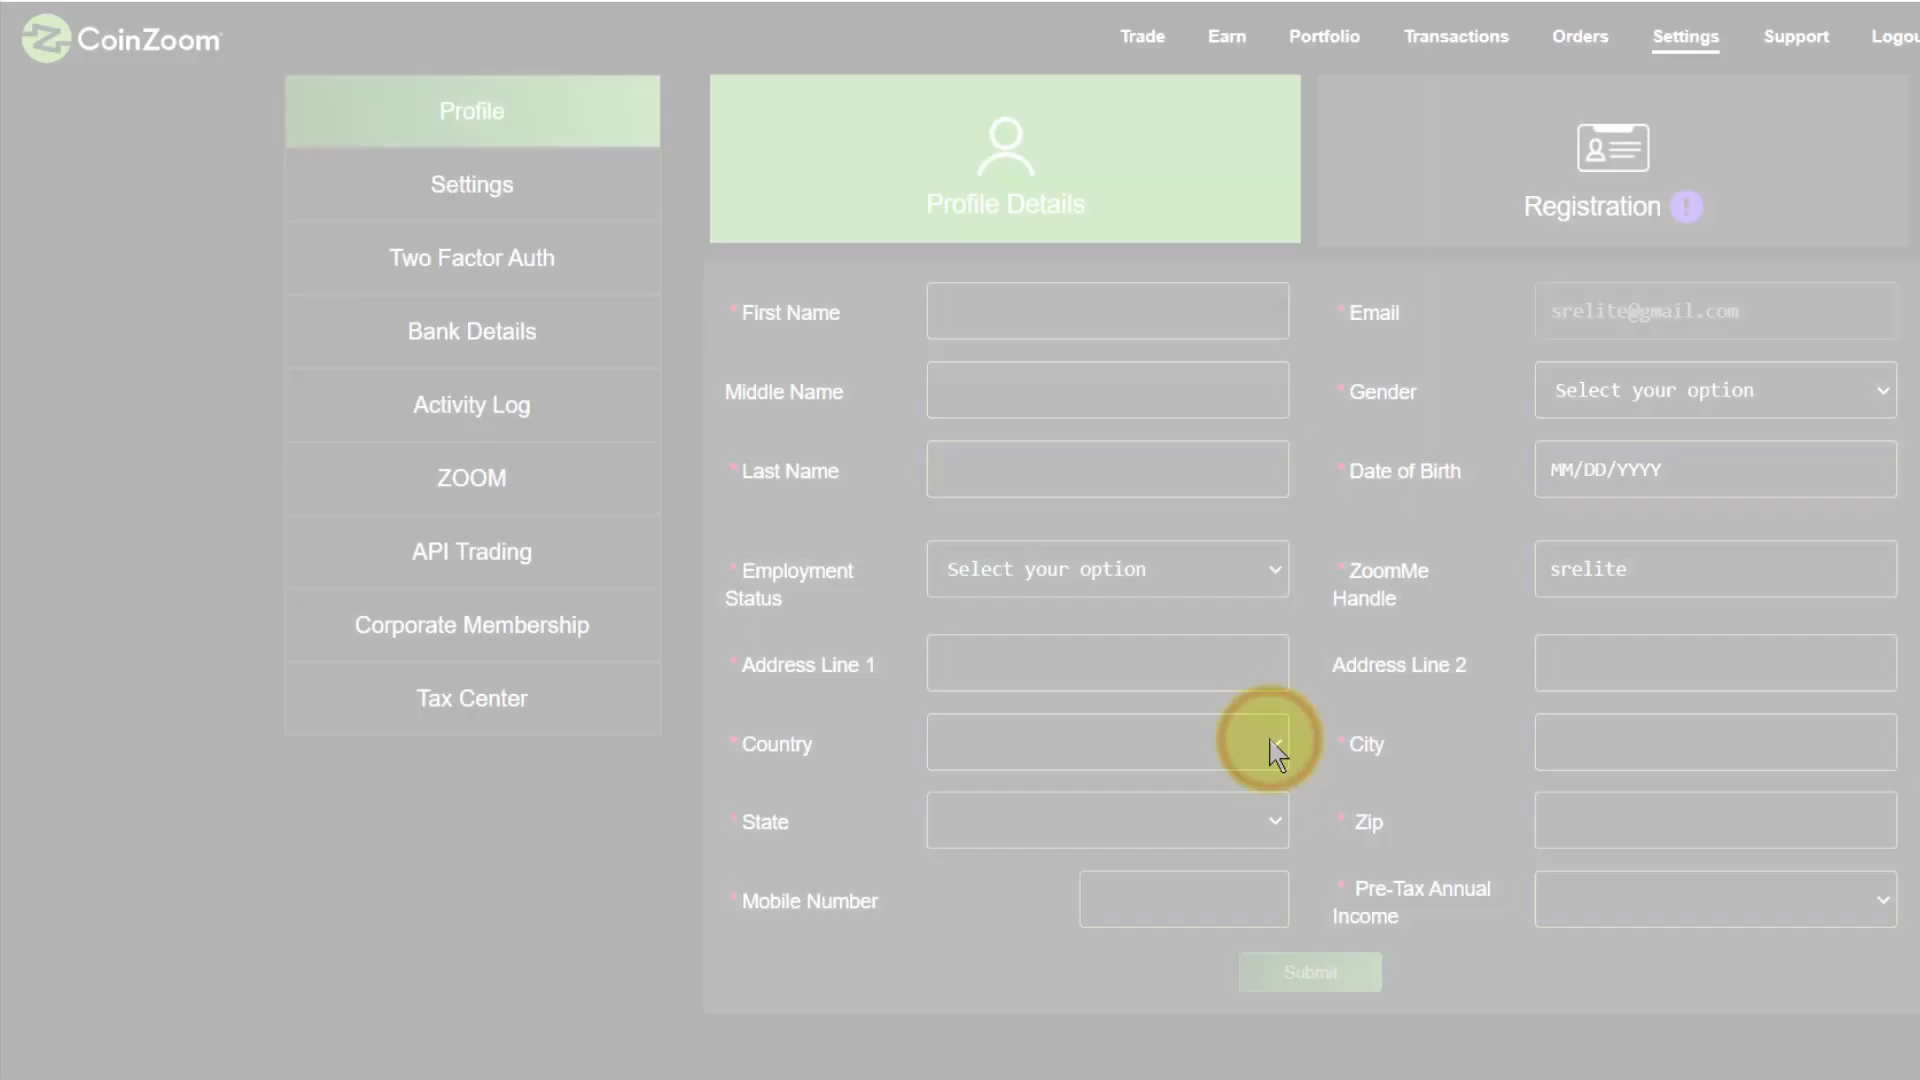 CoinZoom
Trade Earn Portfolio Transactions Orders Settings Support Logou
Profile
Settings
Two Factor Auth
Bank Details
Activity Log
ZOOM
API Trading
Corporate Membership
Tax Center
Profile Details
Registration !
* First Name
* Email srelite@gmail.com
Middle Name
* Gender Select your option
* Last Name
* Date of Birth MM/DD/YYYY
* Employment
Status
Select your option
* ZoomMe
Handle
srelite
* Address Line 1
Address Line 2
* Country
* City
* State
* Zip
* Mobile Number
* Pre-Tax Annual
Income
Submit